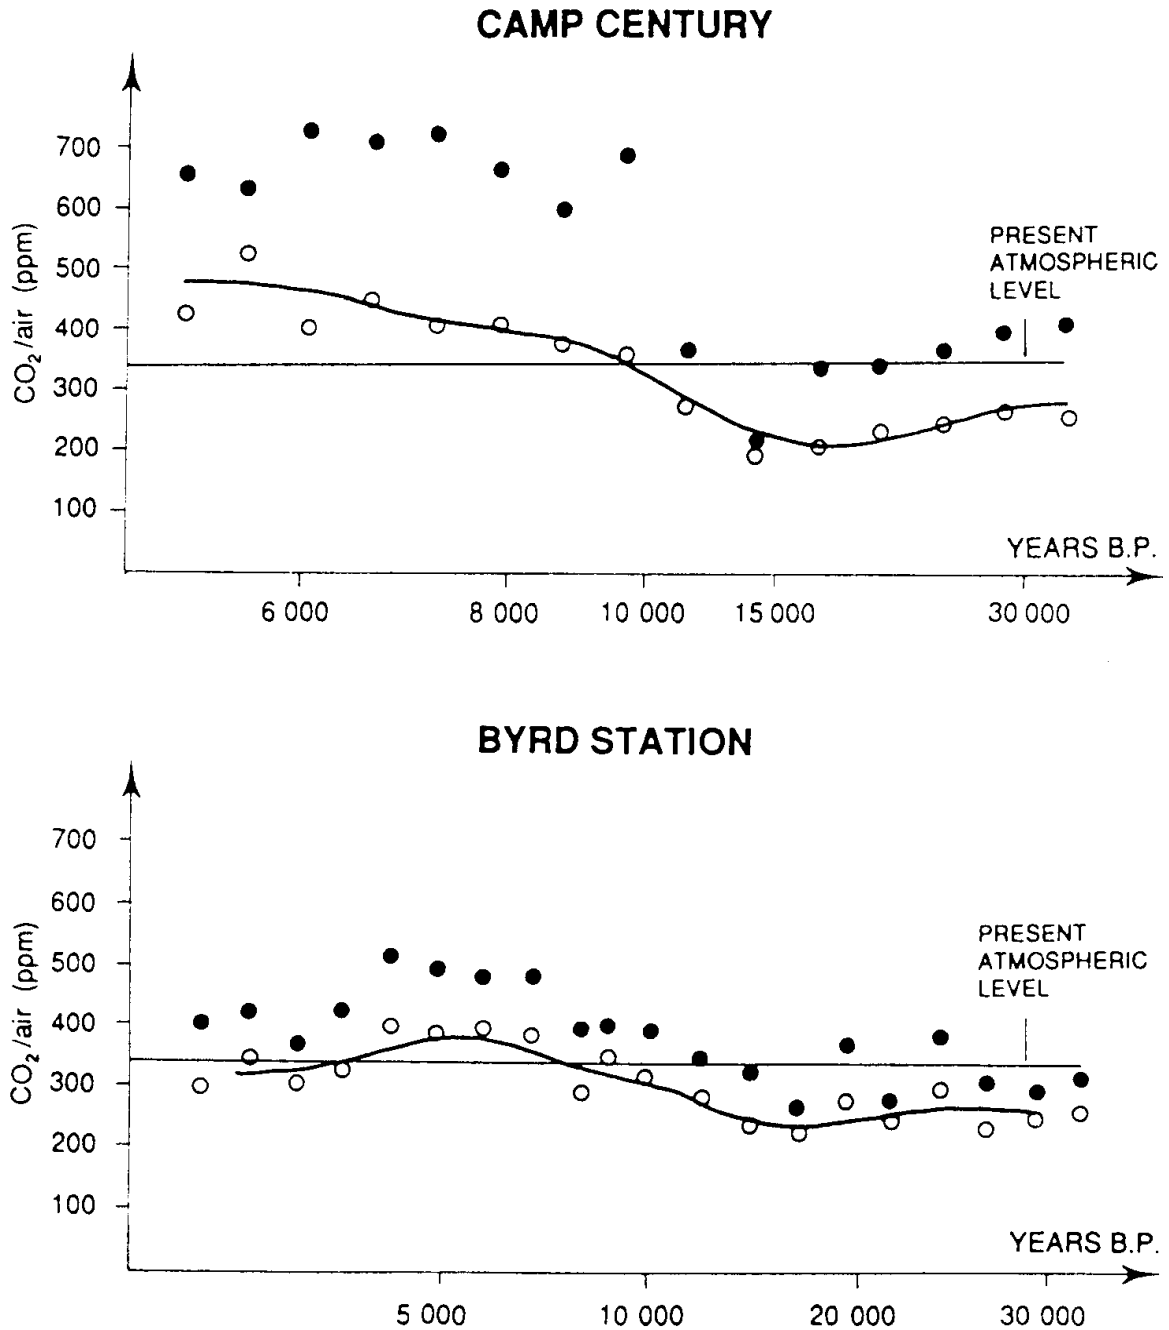 CAMP CENTURY
700
600
500
400
300
200
100
CO₂/air (ppm)
PRESENT
ATMOSPHERIC
LEVEL
YEARS B.P.
6 000 8 000 10 000 15 000 30 000
BYRD STATION
700
600
500
400
300
200
100
CO₂/air (ppm)
PRESENT
ATMOSPHERIC
LEVEL
YEARS B.P.
5 000 10 000 20 000 30 000